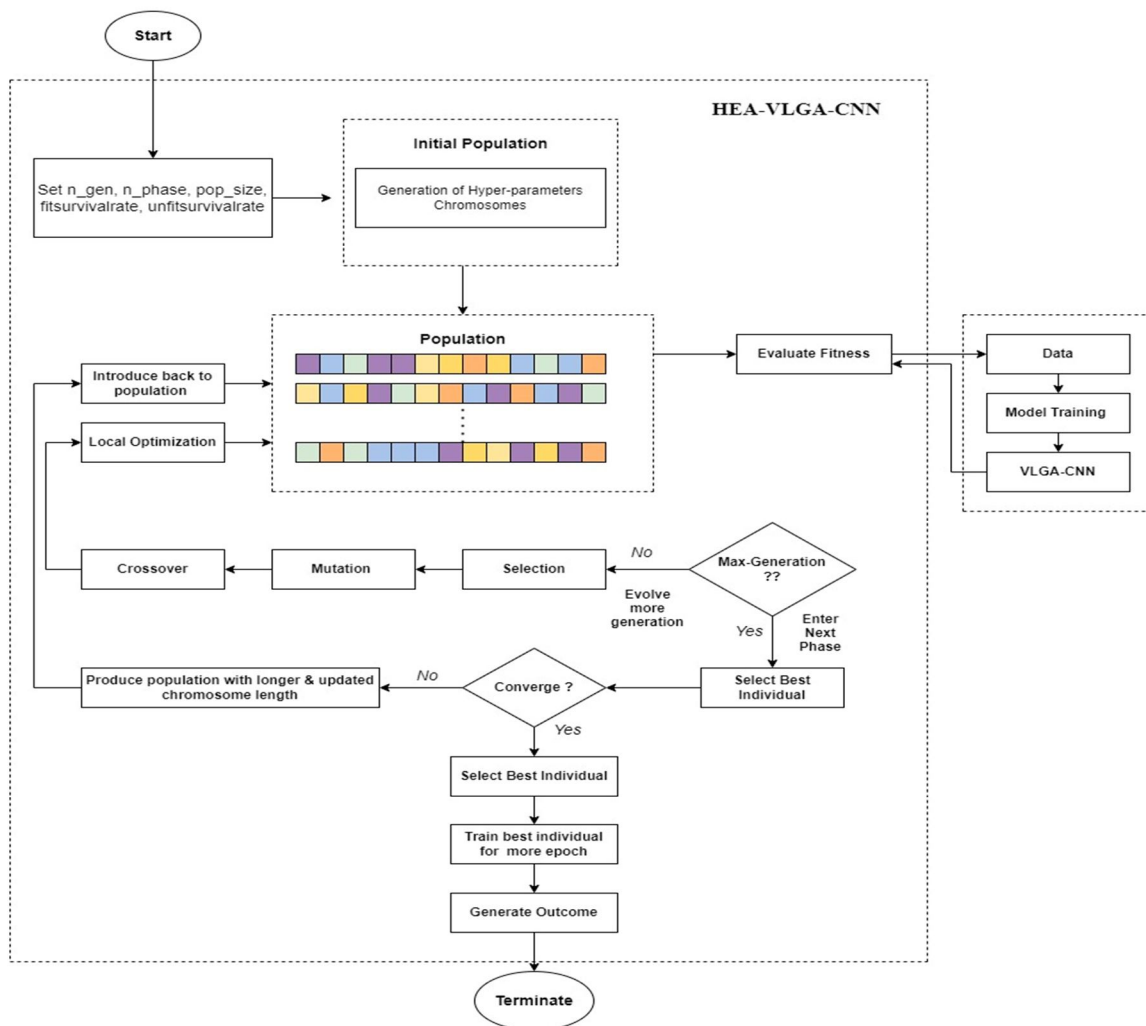 Start
HEA-VLGA-CNN
Set n_gen, n_phase, pop_size,
fitsurvivalrate, unfitsurvivalrate
Initial Population
Generation of Hyper-parameters
Chromosomes
Population
Evaluate Fitness
Data
Model Training
VLGA-CNN
Introduce back to
population
Local Optimization
Crossover
Mutation
Selection
No
Evolve
more
generation
Max-Generation
??
Yes
Enter
Next
Phase
Produce population with longer & updated
chromosome length
No
Converge ?
Select Best
Individual
Yes
Select Best Individual
Train best individual
for more epoch
Generate Outcome
Terminate